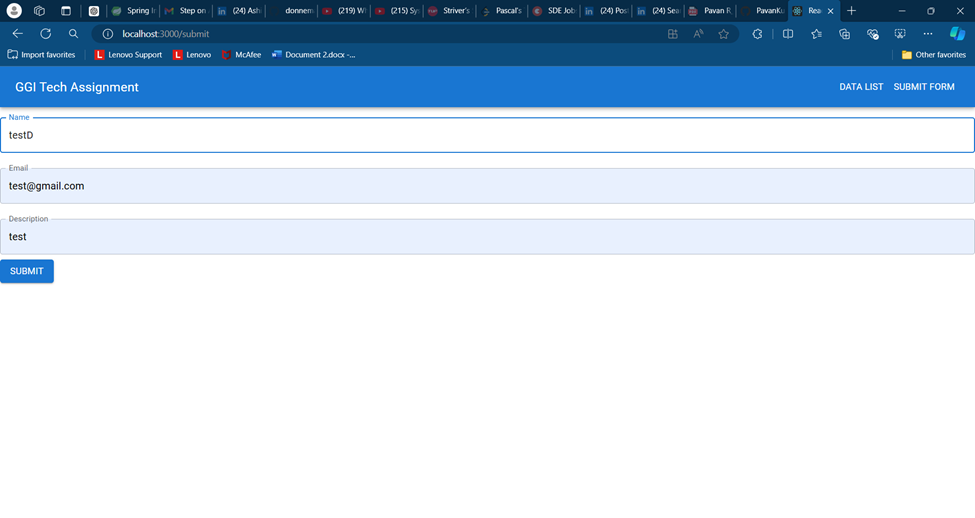 Spring In
Step on
(24) Ash
donnem
(219) W
(215) Sy
Striver's
Pascal's
SDE Job
(24) Post
(24) Sea
Pavan R
PavanKu
Rea
localhost:3000/submit
Import favorites
Lenovo Support
Lenovo
McAfee
Document 2.docx -...
Other favorites
GGI Tech Assignment
DATA LIST
SUBMIT FORM
Name
testD
Email
test@gmail.com
Description
test
SUBMIT